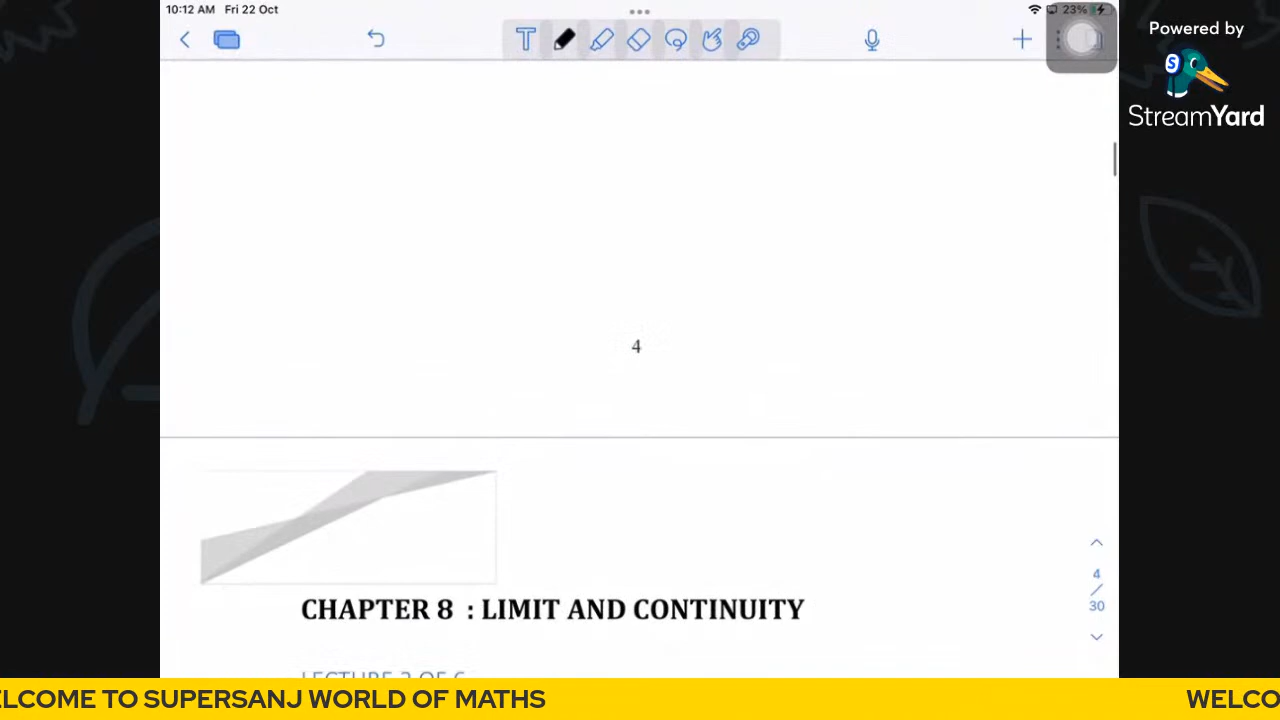 10:12 AM Fri 22 Oct
23%
Powered by
StreamYard
4
4
30
CHAPTER 8 : LIMIT AND CONTINUITY
ELCOME TO SUPERSANJ WORLD OF MATHS
WELCO